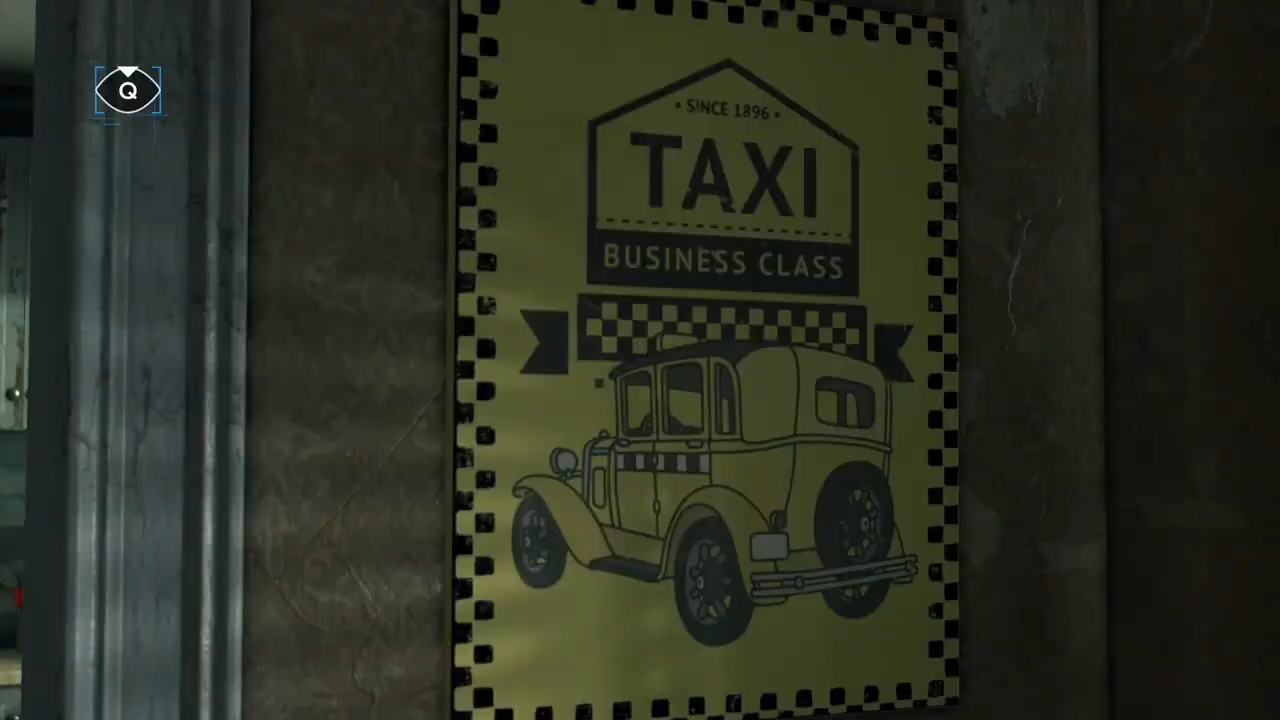 Q
• SINCE 1896 •
TAXI
BUSINESS CLASS